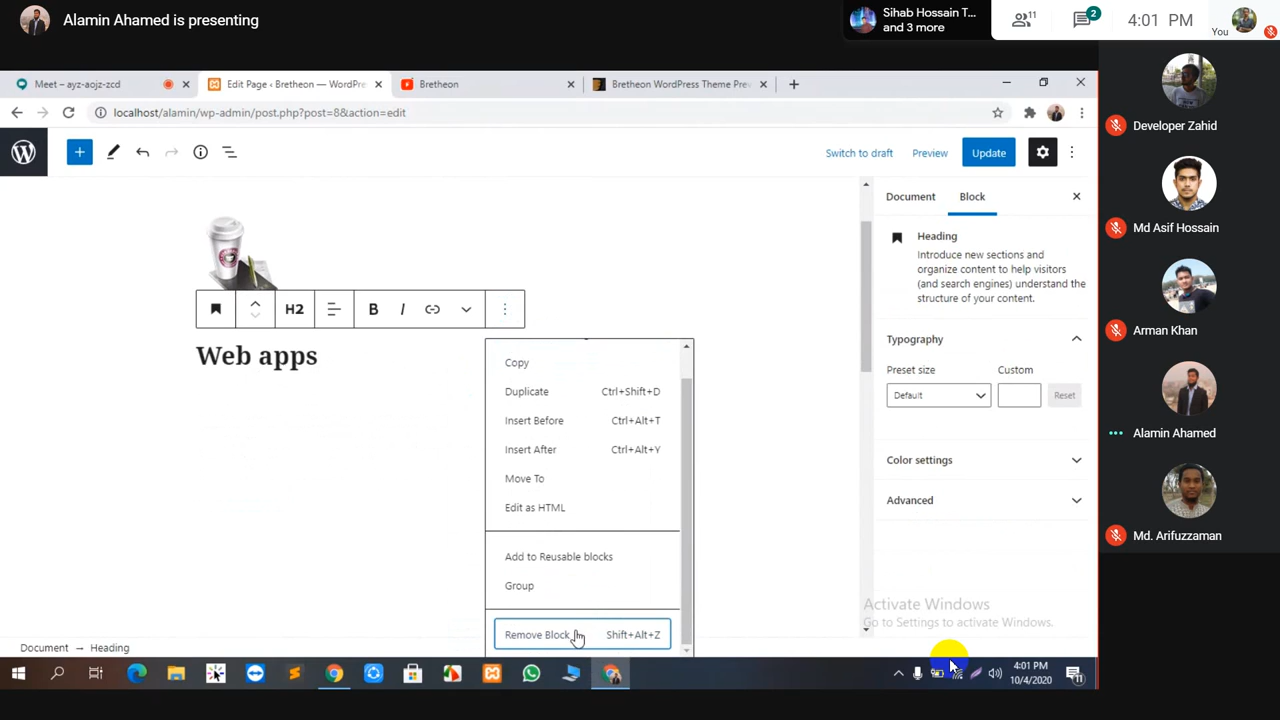 Alamin Ahamed is presenting
Sihab Hossain T...
and 3 more
11
2
4:01 PM
You
Meet – ayz-aojz-zcd
Edit Page ‹ Bretheon — WordPre
Bretheon
Bretheon WordPress Theme Prev
localhost/alamin/wp-admin/post.php?post=8&action=edit
Switch to draft
Preview
Update
Document
Block
Heading
Introduce new sections and
organize content to help visitors
(and search engines) understand the
structure of your content.
H2
B
I
Web apps
Typography
Preset size
Custom
Default
Reset
Color settings
Advanced
Copy
Duplicate Ctrl+Shift+D
Insert Before Ctrl+Alt+T
Insert After Ctrl+Alt+Y
Move To
Edit as HTML
Add to Reusable blocks
Group
Remove Block Shift+Alt+Z
Activate Windows
Go to Settings to activate Windows.
Document → Heading
4:01 PM
10/4/2020
11
Developer Zahid
Md Asif Hossain
Arman Khan
Alamin Ahamed
Md. Arifuzzaman